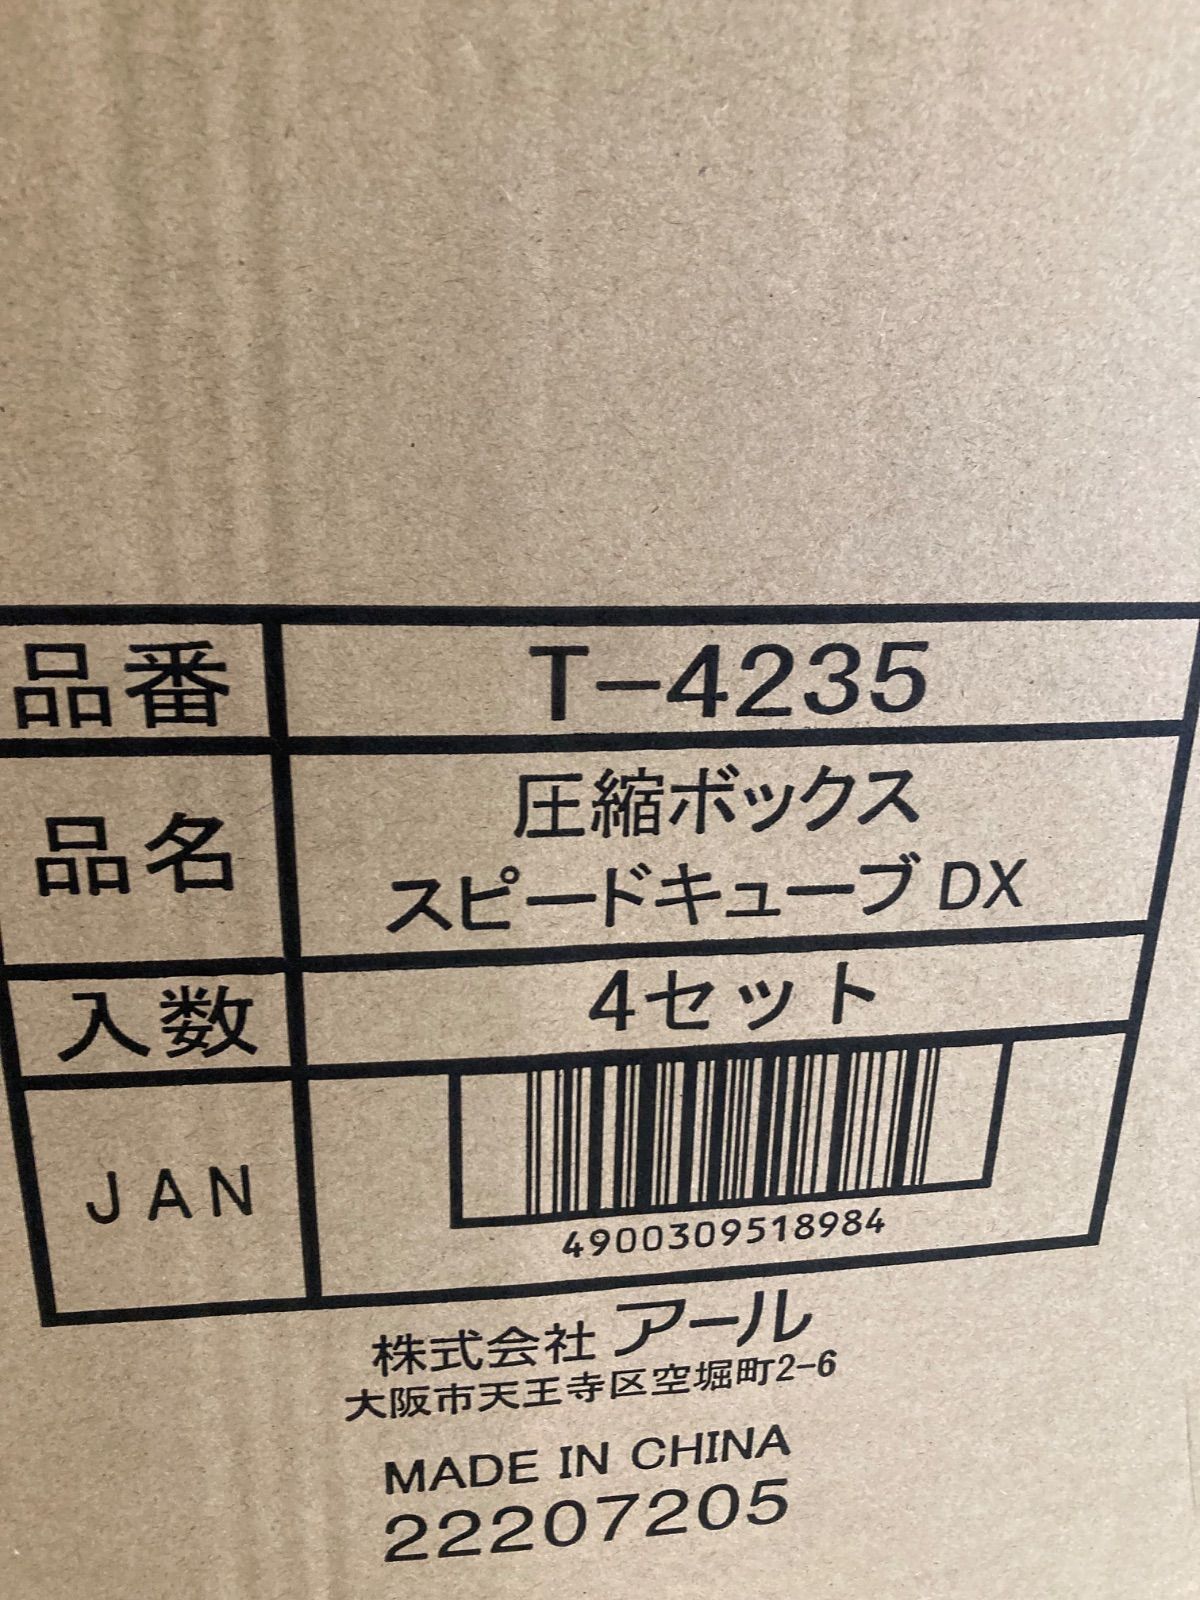 品番 T-4235
品名 圧縮ボックス
スピードキューブ DX
入数 4セット
JAN
4900309518984
株式会社 アール
大阪市天王寺区空堀町2-6
MADE IN CHINA
22207205